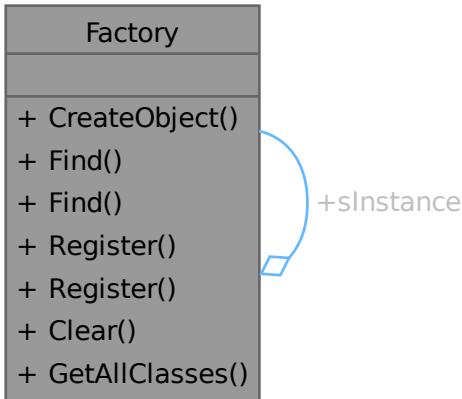 Factory
+ CreateObject()
+ Find()
+ Find()
+sInstance
+ Register()
+ Register()
+ Clear()
+ GetAllClasses()